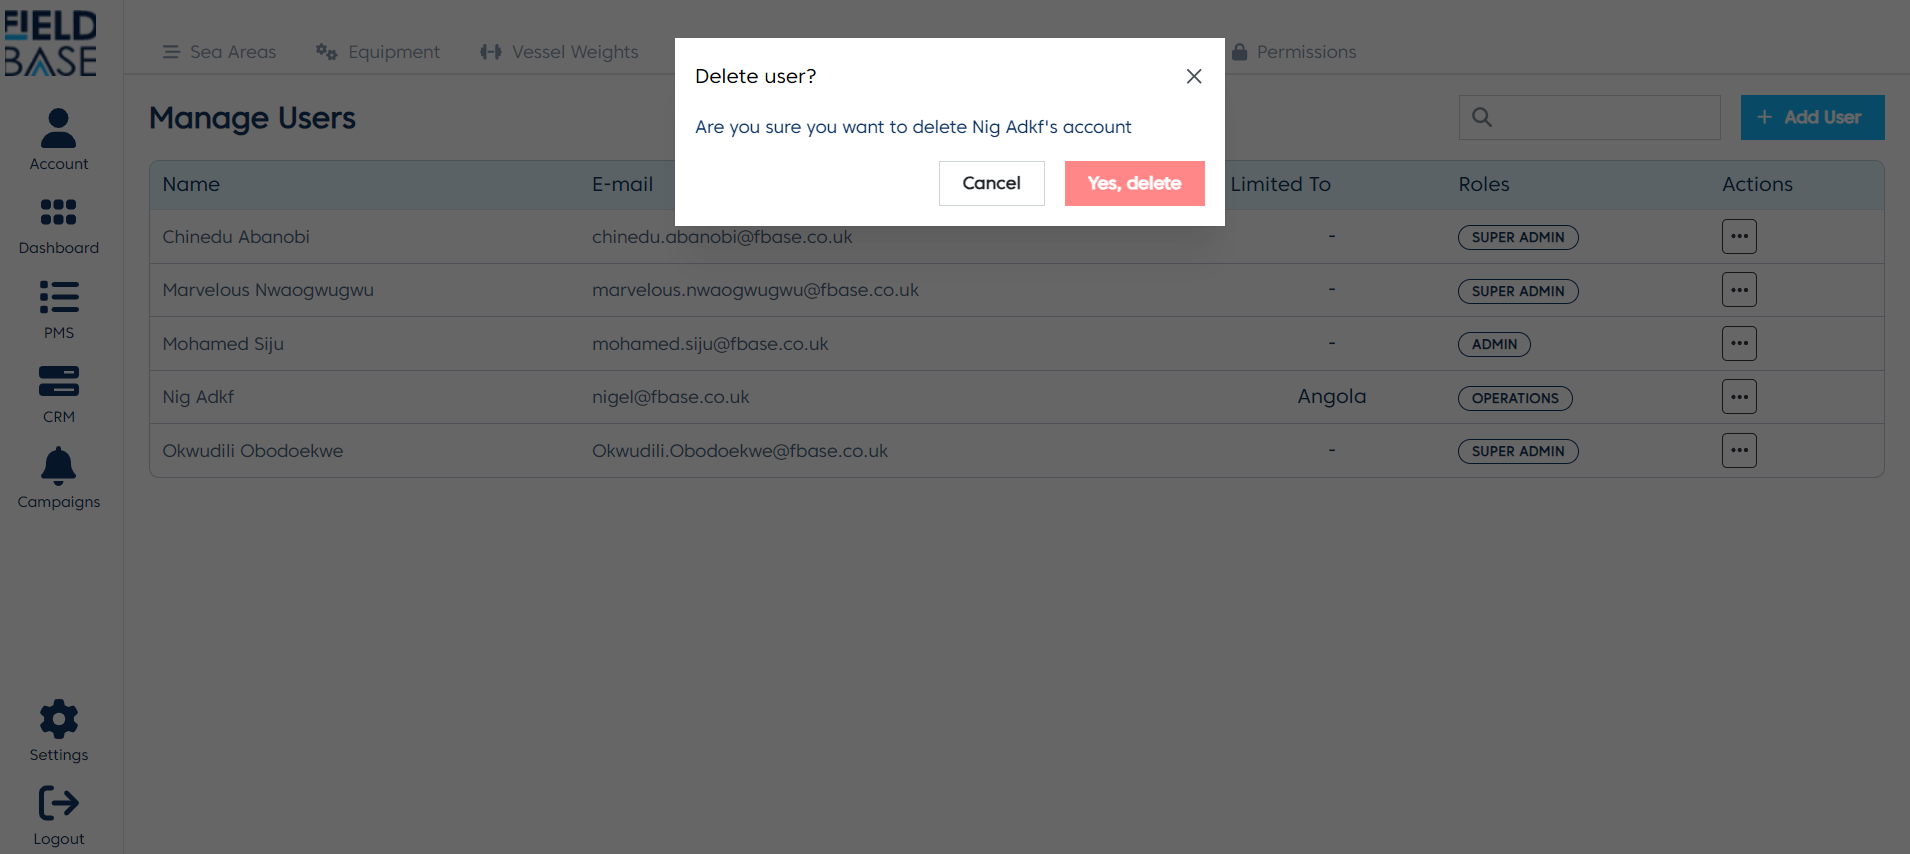 FIELD
BASE
Account
Dashboard
PMS
CRM
Campaigns
Settings
Logout
Sea Areas
Equipment
Vessel Weights
Permissions
Delete user?
Are you sure you want to delete Nig Adkf's account
Cancel
Yes, delete
Manage Users
+ Add User
Name E-mail Limited To Roles Actions
Chinedu Abanobi chinedu.abanobi@fbase.co.uk - SUPER ADMIN
Marvelous Nwaogwugwu marvelous.nwaogwugwu@fbase.co.uk - SUPER ADMIN
Mohamed Siju mohamed.siju@fbase.co.uk - ADMIN
Nig Adkf nigel@fbase.co.uk Angola OPERATIONS
Okwudili Obodoekwe Okwudili.Obodoekwe@fbase.co.uk - SUPER ADMIN